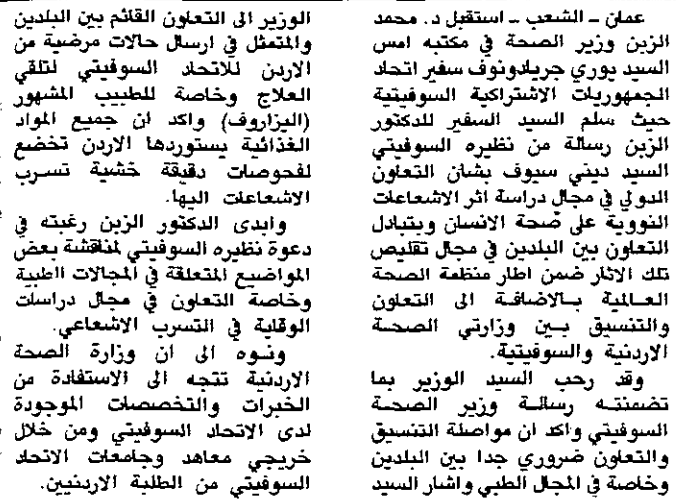 عمان ــ الشعب ــ استقبل د. محمد
الزبن وزير الصحة في مكتبه امس
السيد يوري جريادونوف سفير اتحاد
الجمهوريات الاشتراكية السوفيتية
حيث سلم السيد السفير للدكتور
الزبن رسالة من نظيره السوفيتي
السيد ديني سيوف بشان التعاون
الدولي في مجال دراسة اثر الاشعاعات
النووية على صحة الانسان ويتبادل
التعاون بين البلدين في مجال تقليص
تلك الاثار ضمن اطار منظمة الصحة
العالمية بالاضافة الى التعاون
والتنسيق بين وزارتي الصحة
الاردنية والسوفيتية.
وقد رحب السيد الوزير بما
تضمنته رسالة وزير الصحة
السوفيتي واكد ان مواصلة التنسيق
والتعاون ضروري جدا بين البلدين
وخاصة في المجال الطبي واشار السيد
الوزير الى التعاون القائم بين البلدين
والمتمثل في ارسال حالات مرضية من
الاردن للاتحاد السوفيتي لتلقي
العلاج وخاصة للطبيب المشهور
(اليزاروف) واكد ان جميع المواد
الغذائية يستوردها الاردن تخضع
لفحوصات دقيقة خشية تسرب
الاشعاعات اليها.
وابدى الدكتور الزبن رغبته في
دعوة نظيره السوفيتي لمناقشة بعض
المواضيع المتعلقة في المجالات الطبية
وخاصة التعاون في مجال دراسات
الوقاية في التسرب الاشعاعي.
ونوه الى ان وزارة الصحة
الاردنية تتجه الى الاستفادة من
الخبرات والتخصصات الموجودة
لدى الاتحاد السوفيتي ومن خلال
خريجي معاهد وجامعات الاتحاد
السوفيتي من الطلبة الاردنيين.